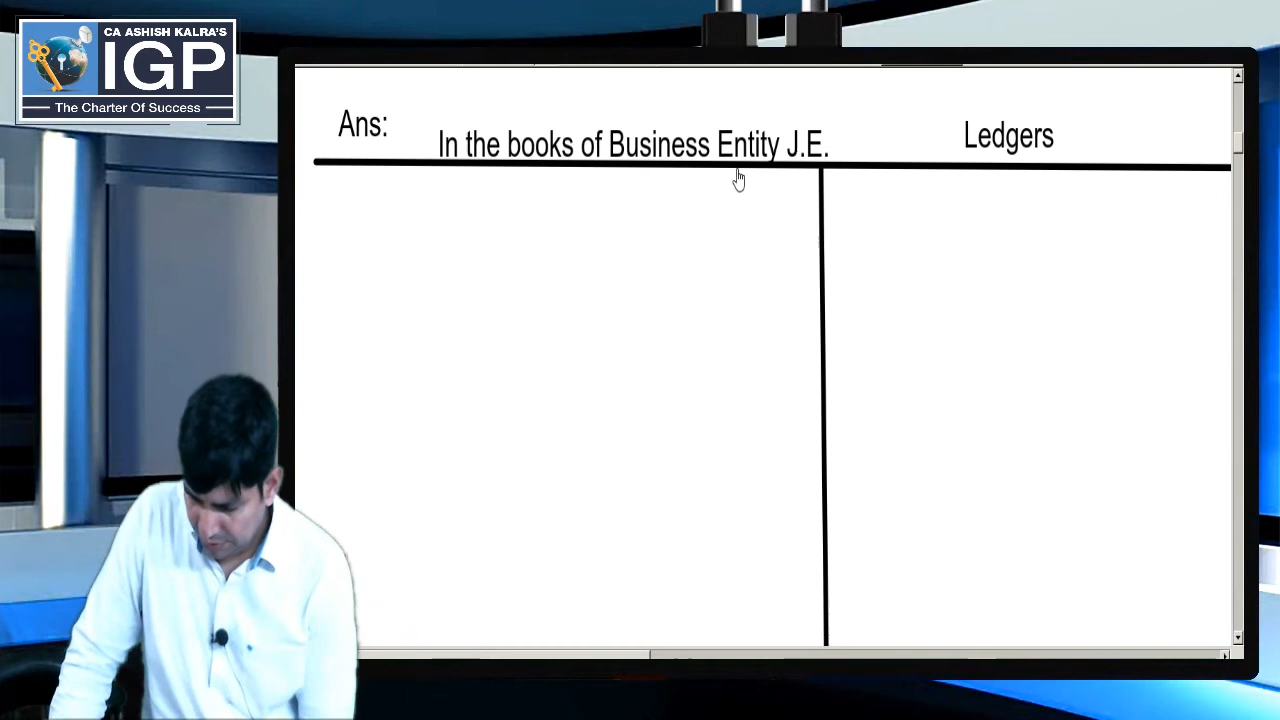 CA ASHISH KALRA'S
IGP
The Charter Of Success
Ans:
In the books of Business Entity J.E.
Ledgers